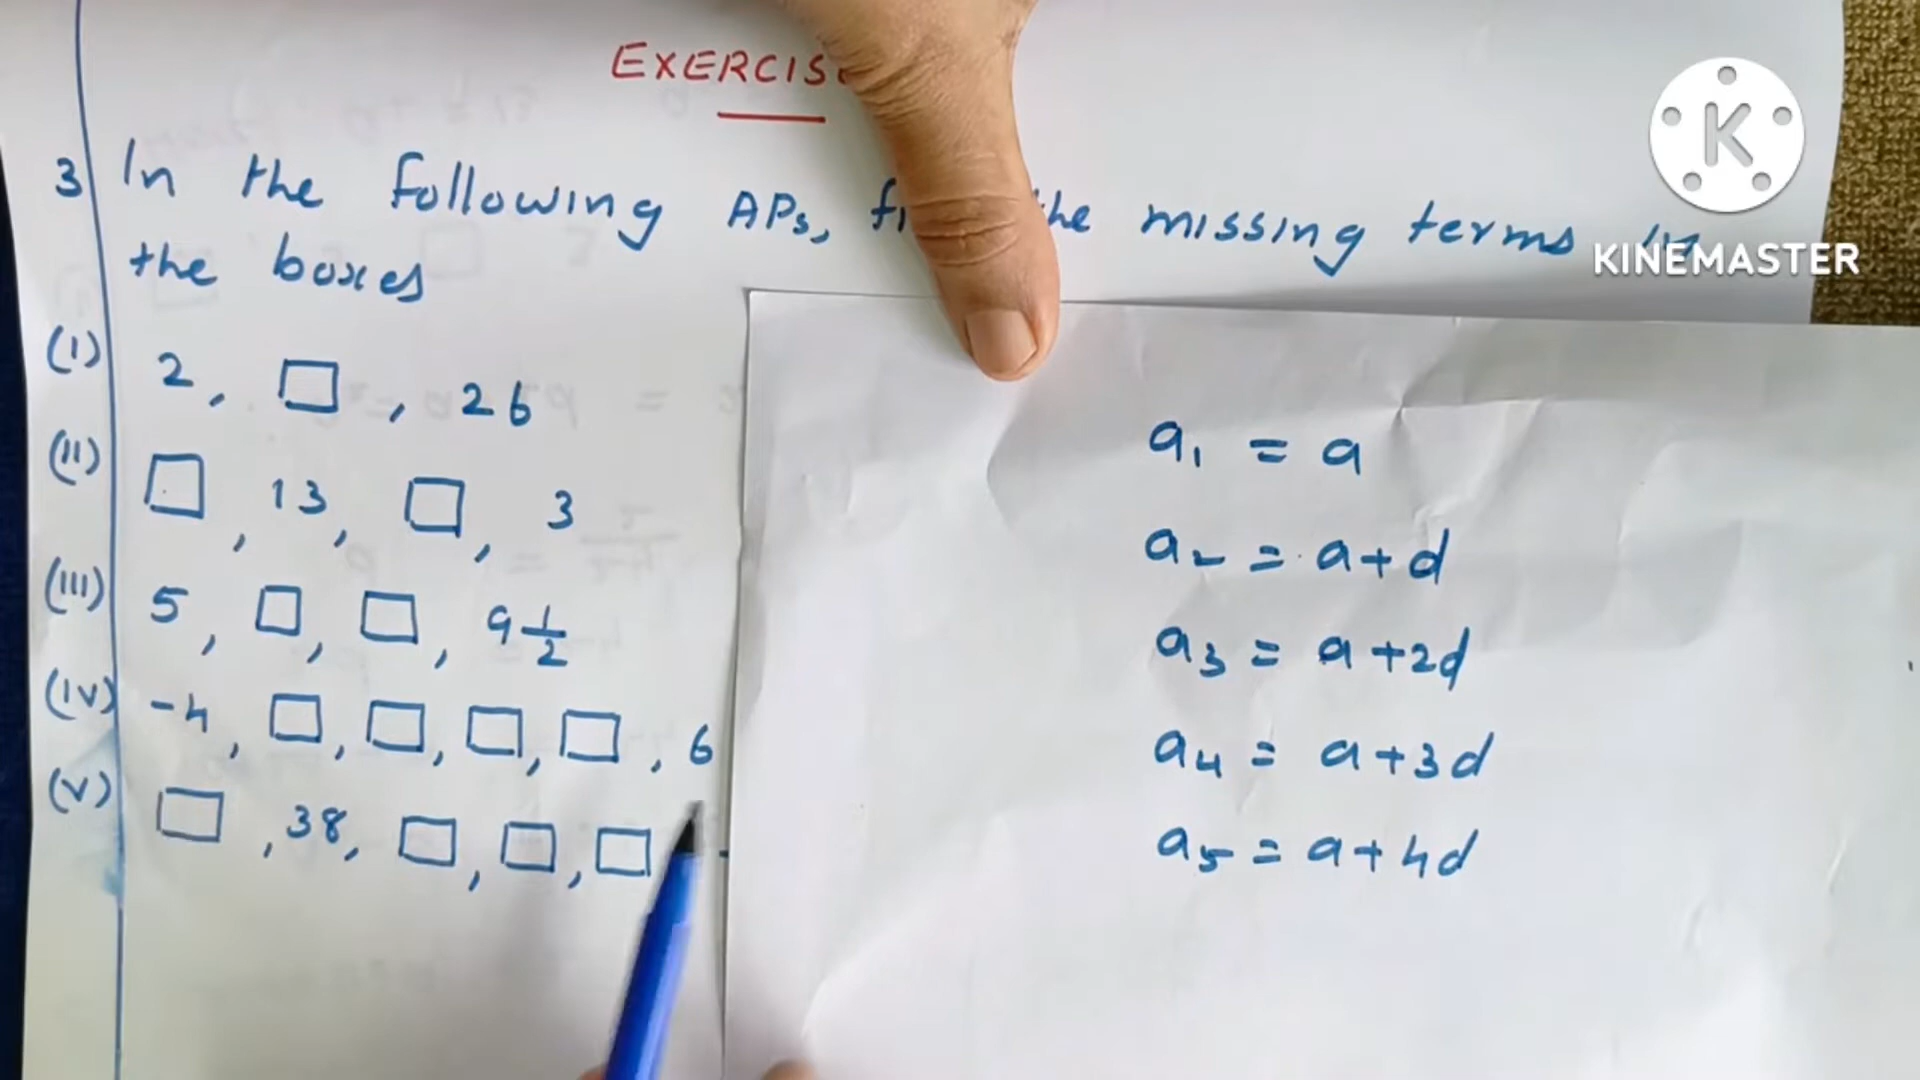 EXERCIS
3 In the following APs, the missing terms in
the boxes
(i) 2, □, 26
(ii) □, 13, □, 3
(iii) 5, □, □, 9 1/2
(iv) -4, □, □, □, □, 6
(v) □, 38, □, □, □
a₁ = a
a₂ = a+d
a₃ = a+2d
a₄ = a+3d
a₅ = a+4d
K
KINEMASTER